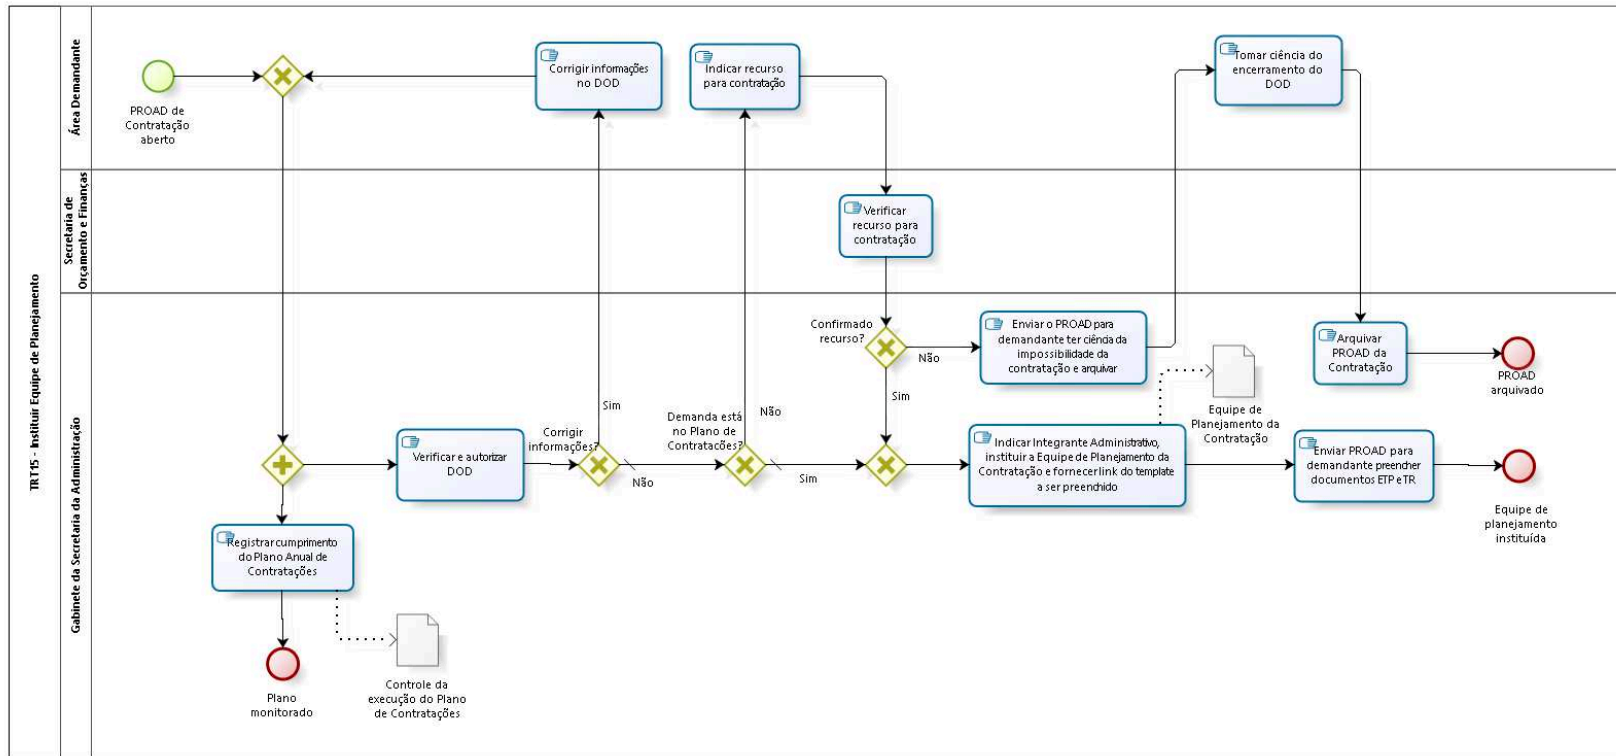 TRT15 - Instituir Equipe de Planejamento
Área Demandante
PROAD de
Contratação
aberto
Corrigir informações
no DOD
Indicar recurso
para contratação
Tomar ciência do
encerramento do
DOD
Secretaria de
Orçamento e Finanças
Verificar
recurso para
contratação
Gabinete da Secretaria da Administração
Confirmado
recurso?
Não
Sim
Enviar o PROAD para
demandante ter ciência da
impossibilidade da
contratação e arquivar
Arquivar
PROAD da
Contratação
PROAD
arquivado
Equipe de
Planejamento da
Contratação
Verificar e autorizar
DOD
Corrigir
informações?
Sim
Não
Demanda está
no Plano de
Contratações?
Não
Sim
Indicar Integrante Administrativo,
instituir a Equipe de Planejamento da
Contratação e fornecer link do template
a ser preenchido
Enviar PROAD para
demandante preencher
documentos ETP e TR
Equipe de
planejamento
instituída
Registrar cumprimento
do Plano Anual de
Contratações
Plano
monitorado
Controle da
execução do Plano
de Contratações